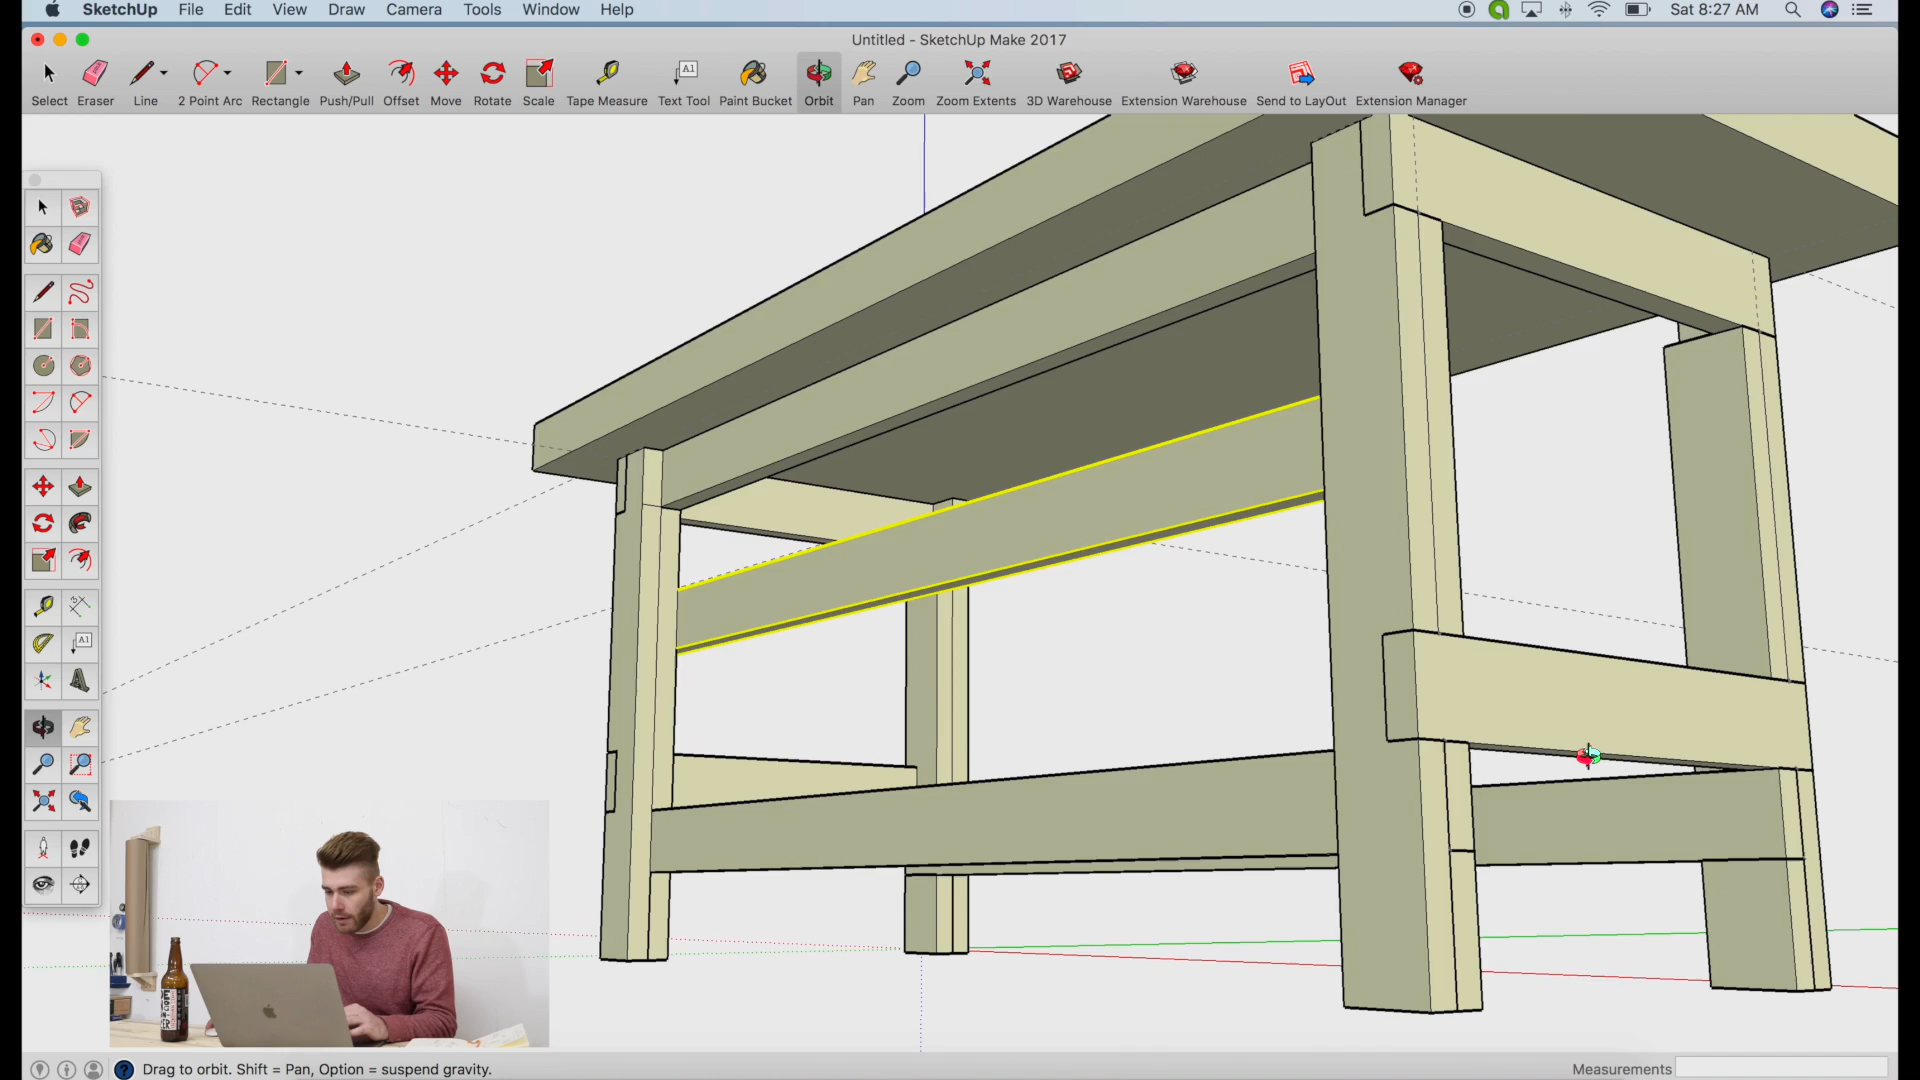 SketchUp File Edit View Draw Camera Tools Window Help Sat 8:27 AM
Untitled - SketchUp Make 2017
A1
Select Eraser Line 2 Point Arc Rectangle Push/Pull Offset Move Rotate Scale Tape Measure Text Tool Paint Bucket Orbit Pan Zoom Zoom Extents 3D Warehouse Extension Warehouse Send to LayOut Extension Manager
A1
Drag to orbit. Shift = Pan, Option = suspend gravity. Measurements